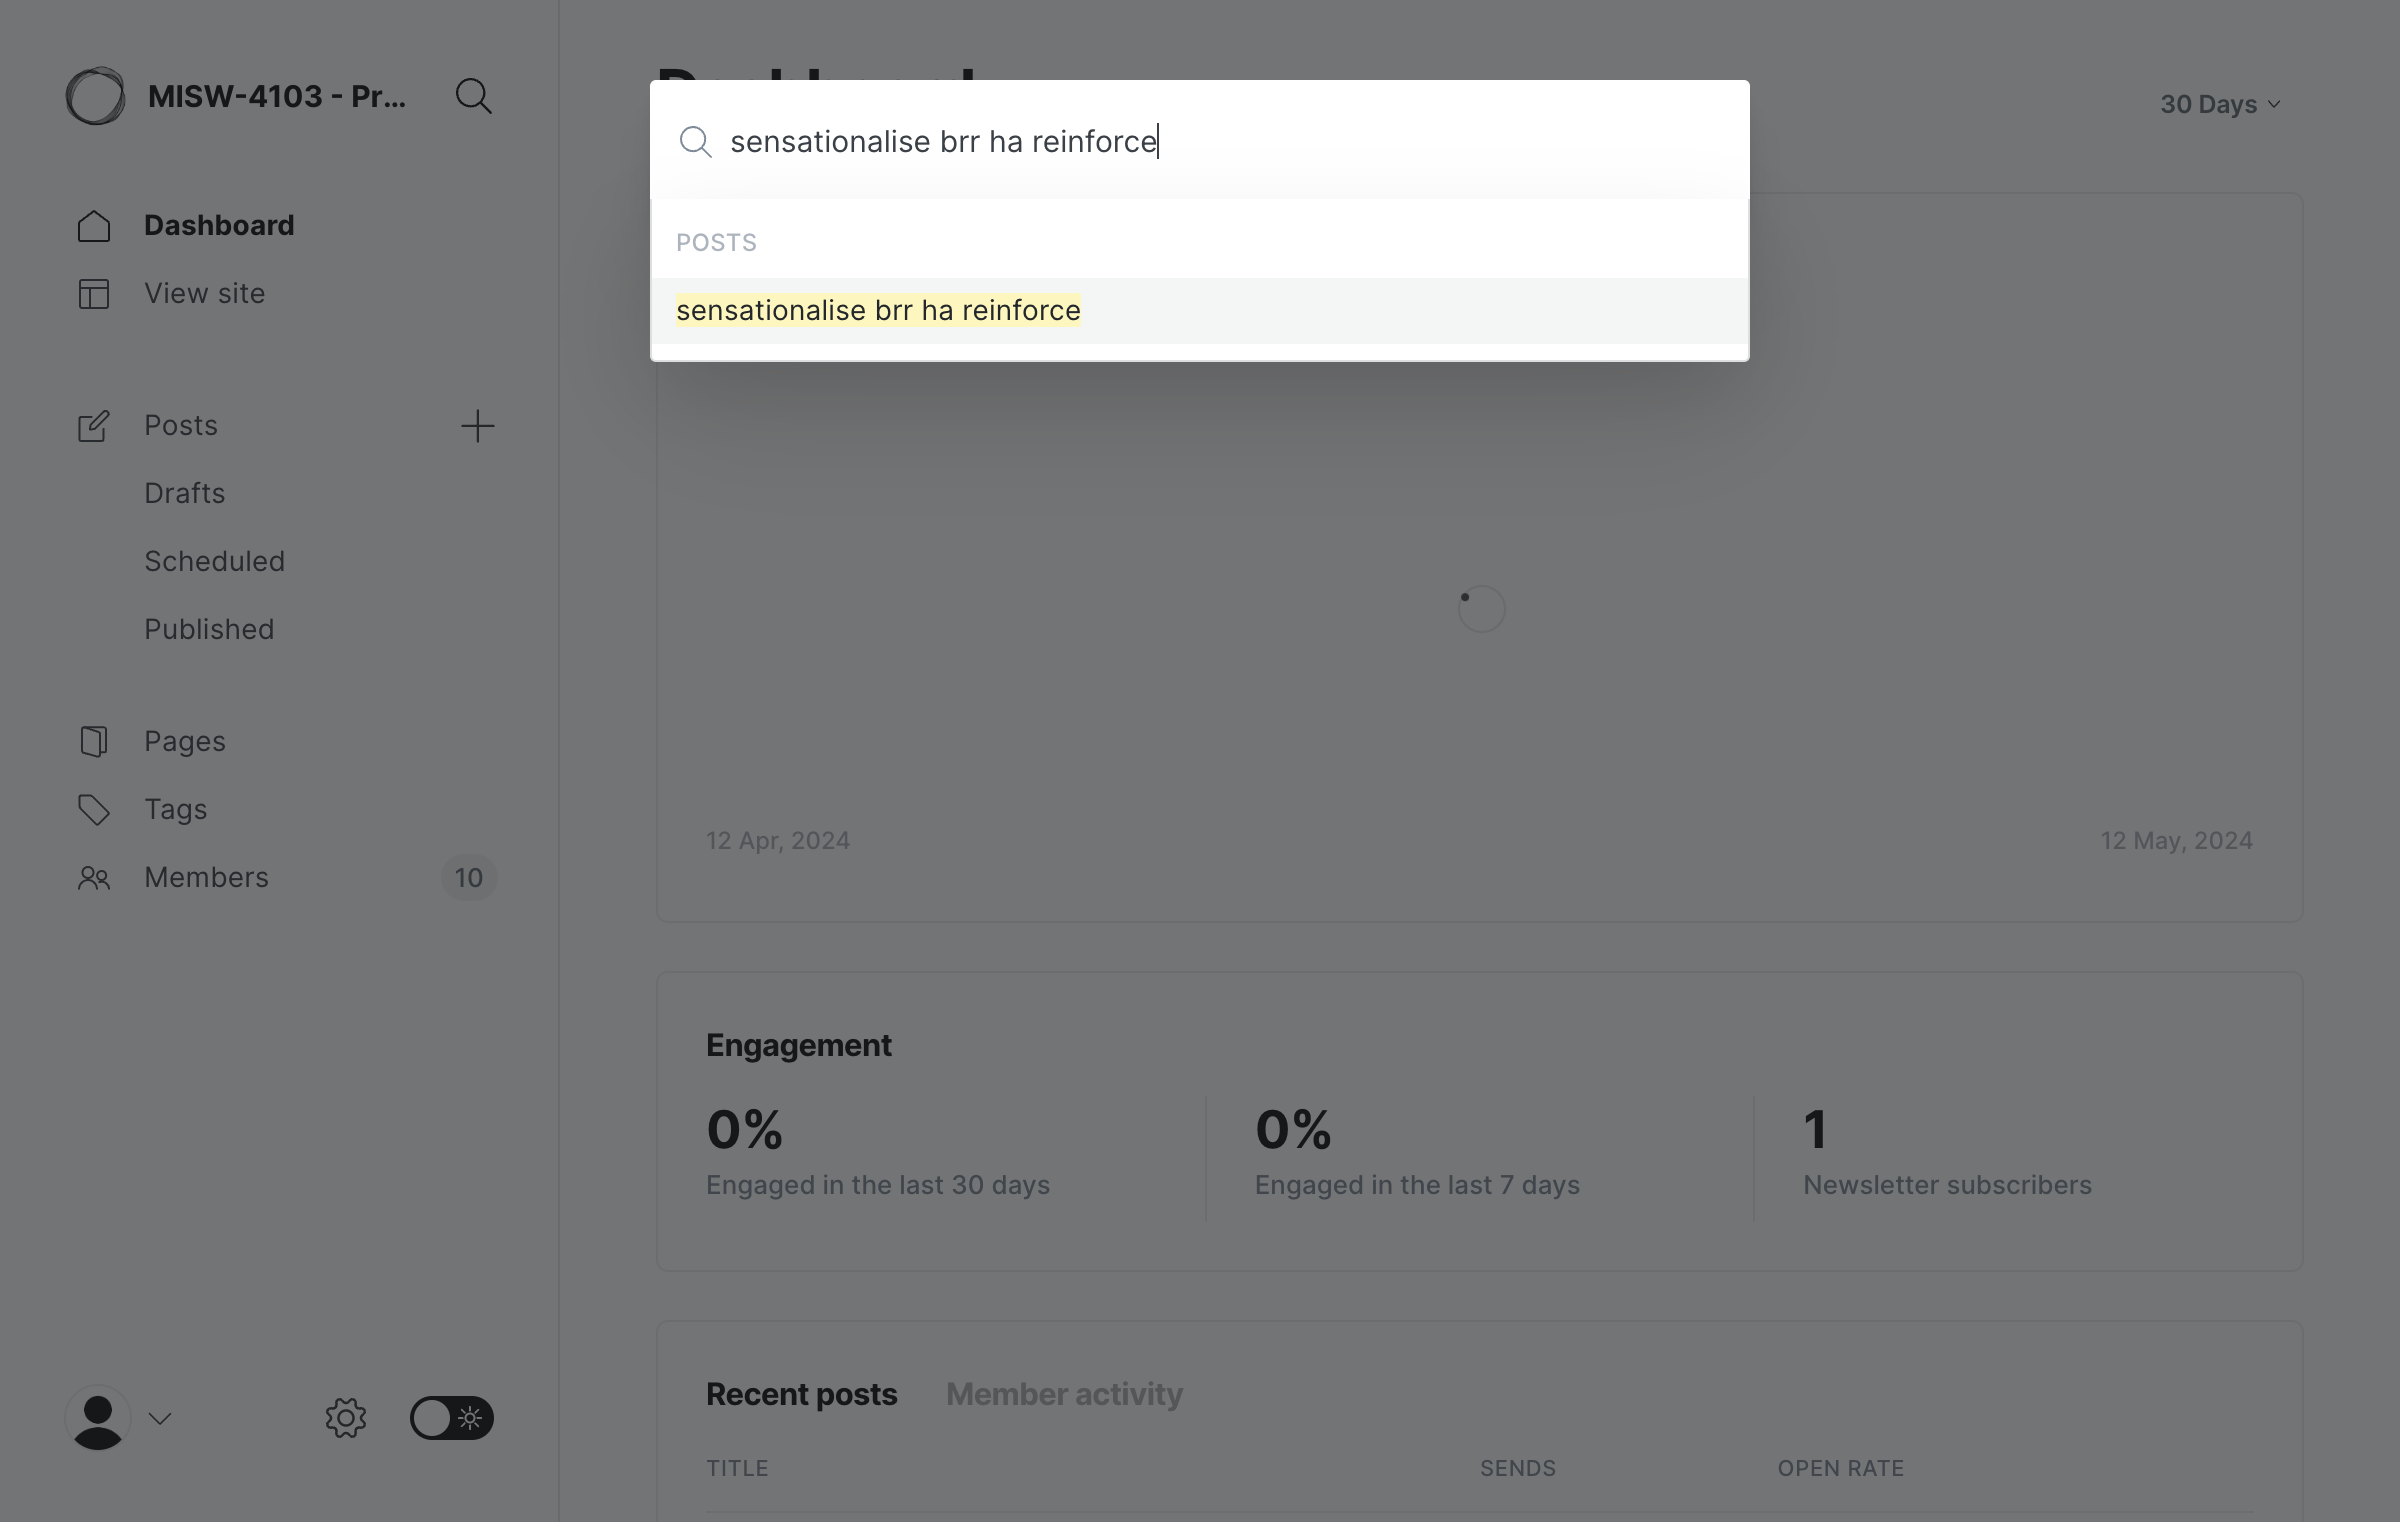 MISW-4103 - Pr...
Dashboard
View site
Posts
Drafts
Scheduled
Published
Pages
Tags
Members 10
Dashboard
30 Days
sensationalise brr ha reinforce
POSTS
sensationalise brr ha reinforce
12 Apr, 2024 12 May, 2024
Engagement
0% 0% 1
Engaged in the last 30 days Engaged in the last 7 days Newsletter subscribers
Recent posts Member activity
TITLE SENDS OPEN RATE